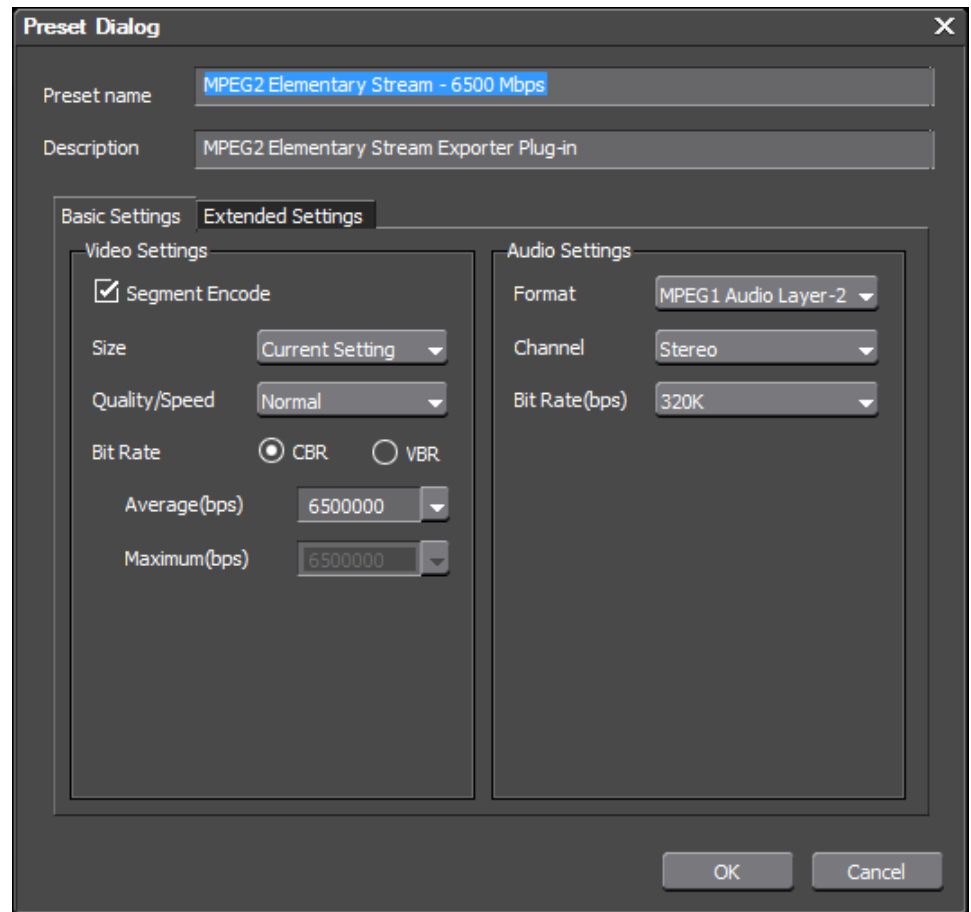 Preset Dialog
Preset name MPEG2 Elementary Stream - 6500 Mbps
Description MPEG2 Elementary Stream Exporter Plug-in
Basic Settings Extended Settings
Video Settings
Segment Encode
Size Current Setting
Quality/Speed Normal
Bit Rate CBR VBR
Average(bps) 6500000
Maximum(bps) 6500000
Audio Settings
Format MPEG1 Audio Layer-2
Channel Stereo
Bit Rate(bps) 320K
OK Cancel